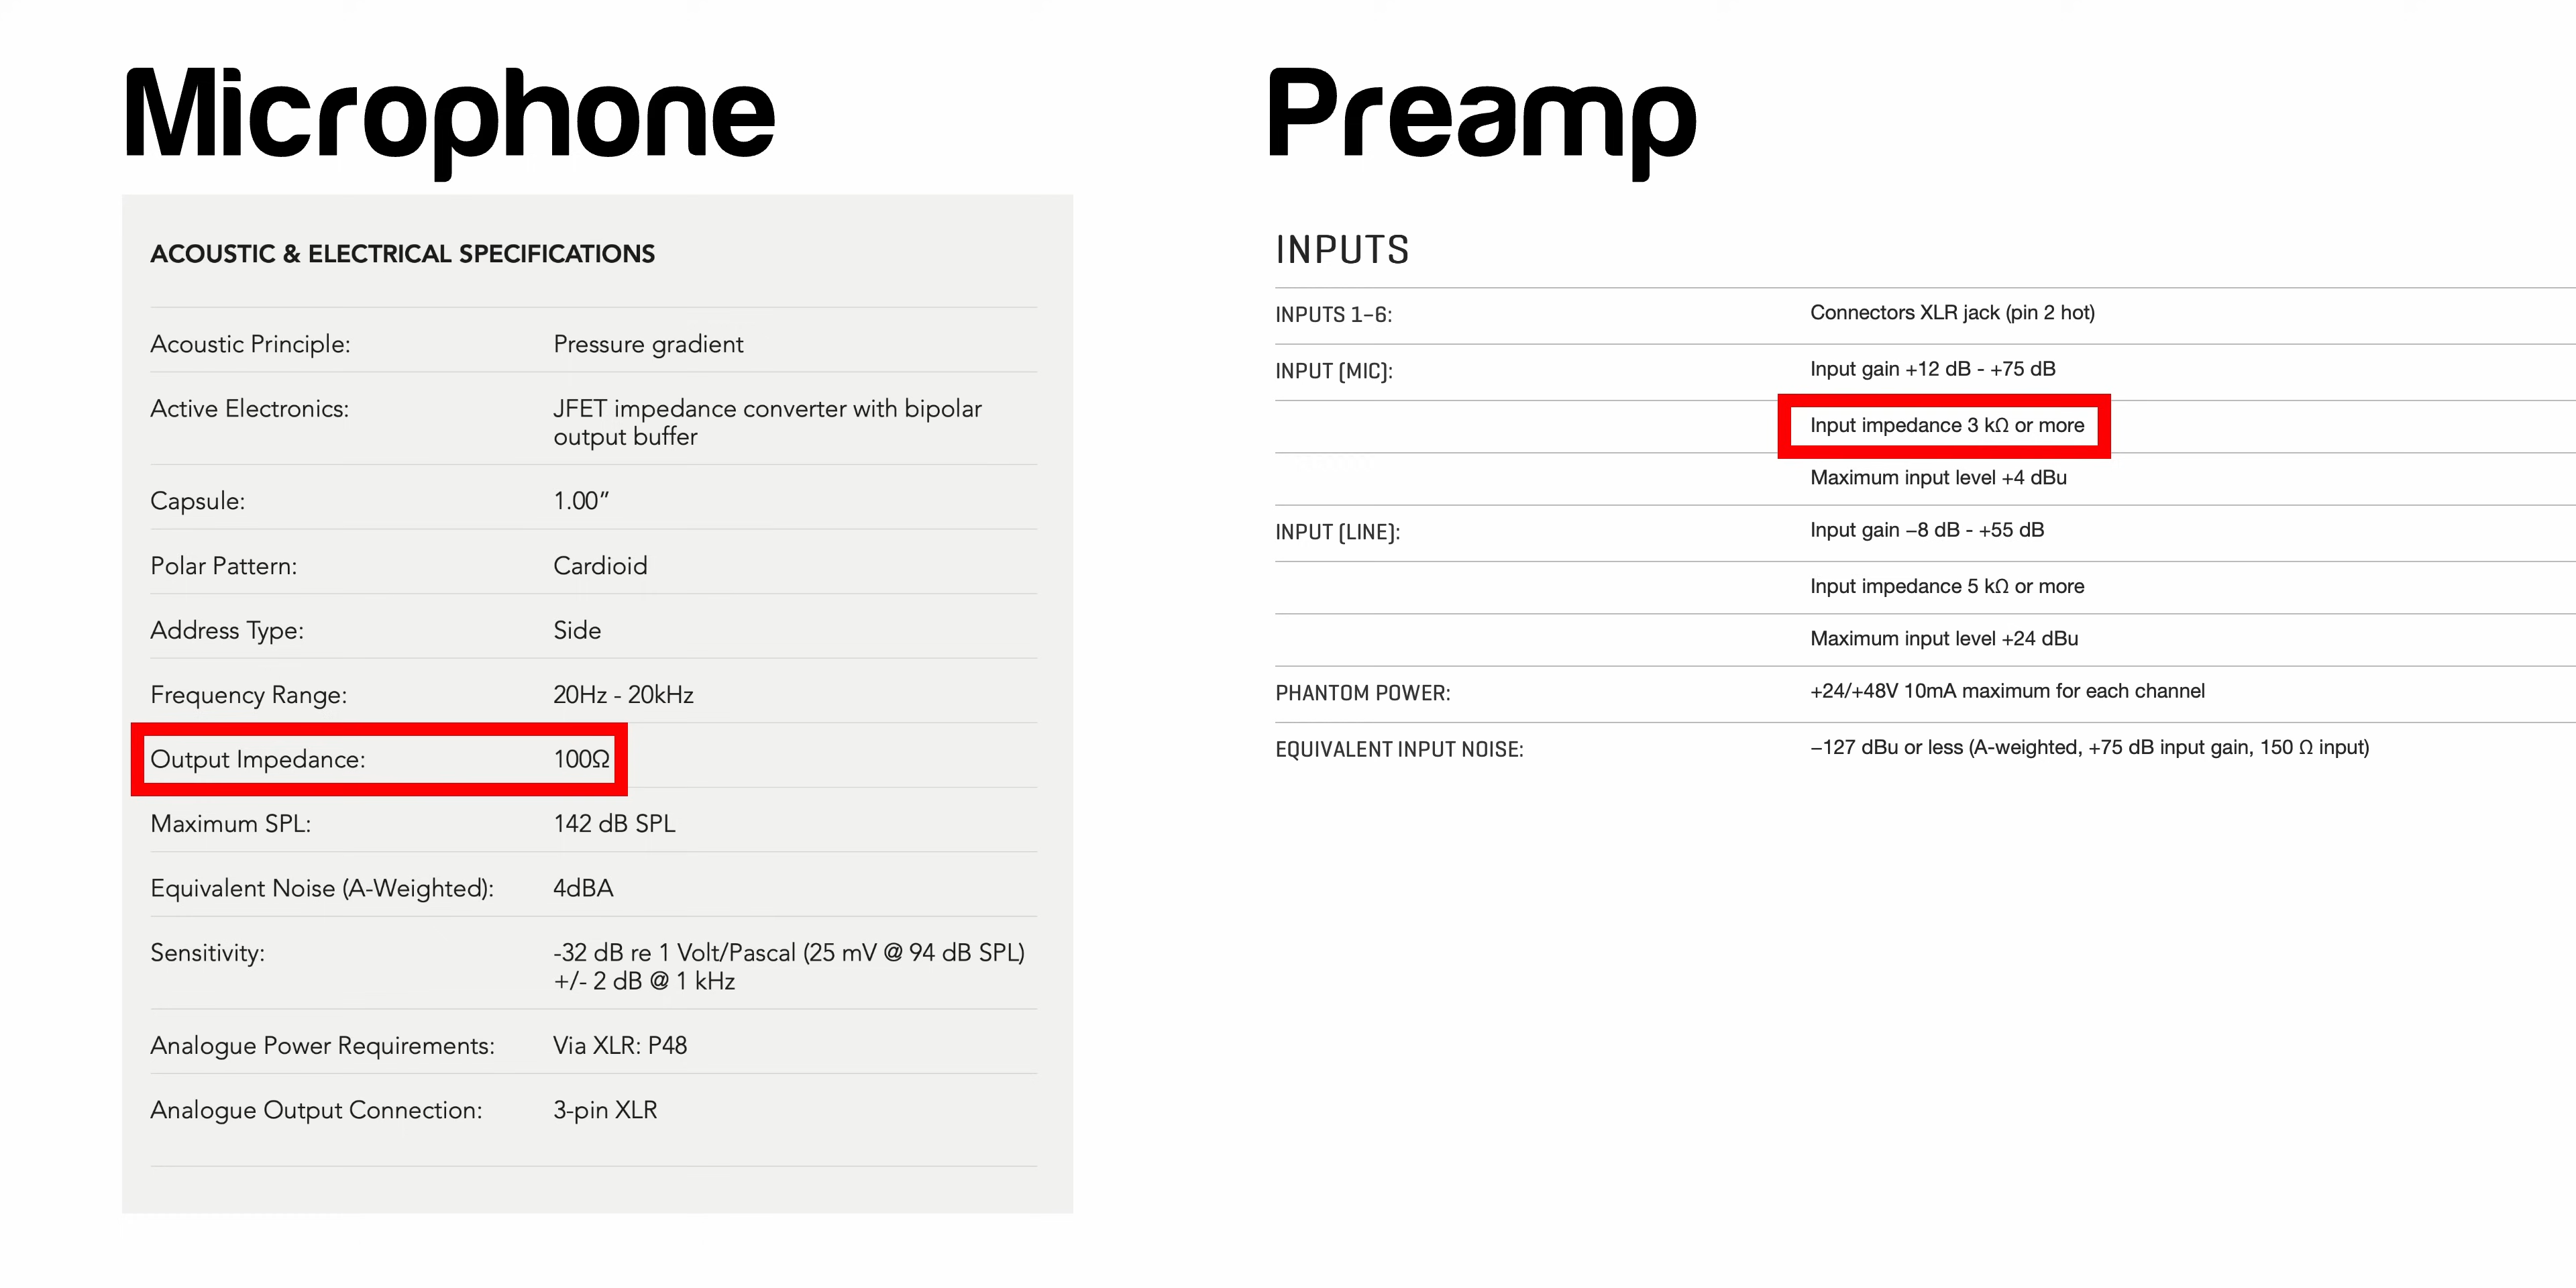 Microphone
ACOUSTIC & ELECTRICAL SPECIFICATIONS
Acoustic Principle: Pressure gradient
Active Electronics: JFET impedance converter with bipolar
output buffer
Capsule: 1.00″
Polar Pattern: Cardioid
Address Type: Side
Frequency Range: 20Hz - 20kHz
Output Impedance: 100Ω
Maximum SPL: 142 dB SPL
Equivalent Noise (A-Weighted): 4dBA
Sensitivity: -32 dB re 1 Volt/Pascal (25 mV @ 94 dB SPL)
+/- 2 dB @ 1 kHz
Analogue Power Requirements: Via XLR: P48
Analogue Output Connection: 3-pin XLR
Preamp
INPUTS
INPUTS 1–6: Connectors XLR jack (pin 2 hot)
INPUT (MIC): Input gain +12 dB - +75 dB
Input impedance 3 kΩ or more
Maximum input level +4 dBu
INPUT (LINE): Input gain –8 dB - +55 dB
Input impedance 5 kΩ or more
Maximum input level +24 dBu
PHANTOM POWER: +24/+48V 10mA maximum for each channel
EQUIVALENT INPUT NOISE: –127 dBu or less (A-weighted, +75 dB input gain, 150 Ω input)